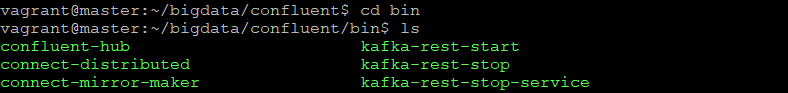 vagrant@master:~/bigdata/confluent$ cd bin
vagrant@master:~/bigdata/confluent/bin$ ls
confluent-hub                      kafka-rest-start
connect-distributed                kafka-rest-stop
connect-mirror-maker               kafka-rest-stop-service